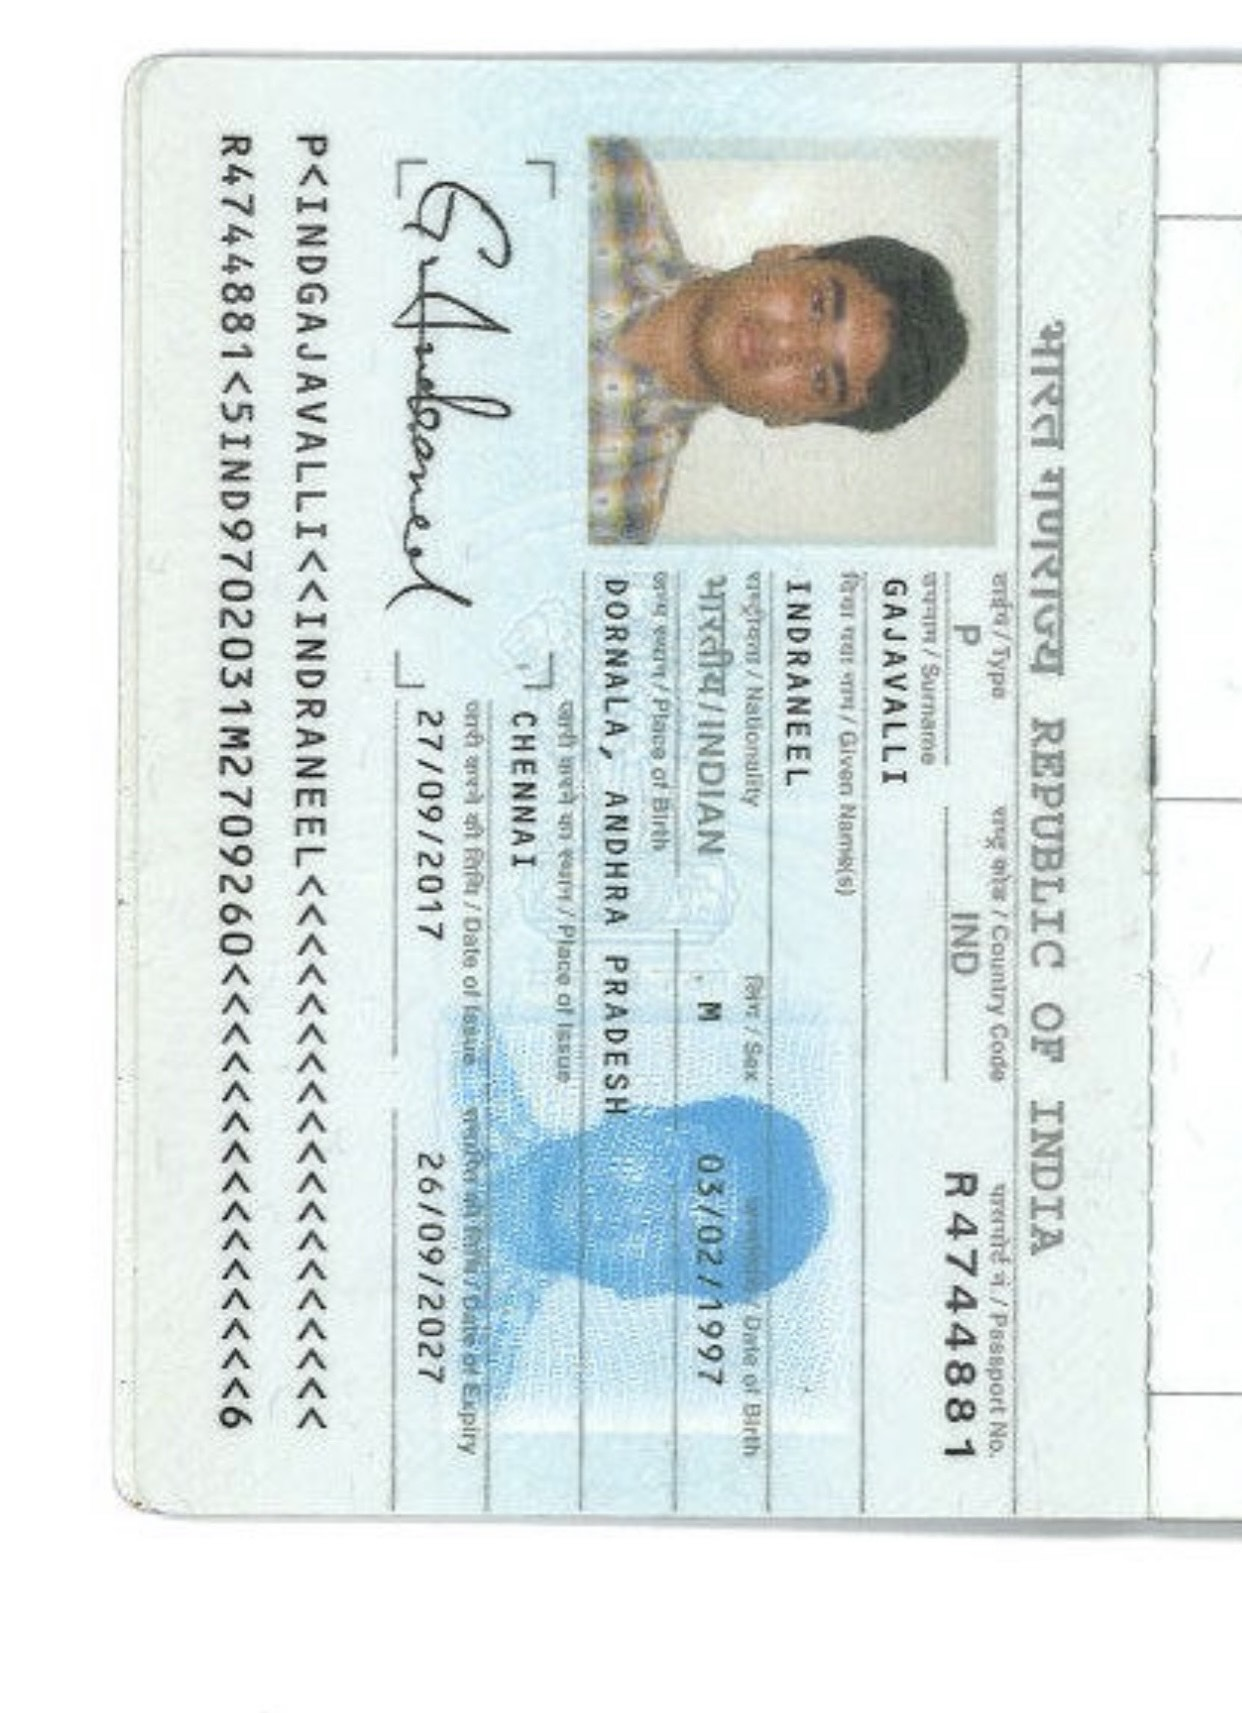 भारत गणराज्य REPUBLIC OF INDIA
टाईप / Type
राष्ट्र कोड / Country Code
पासपोर्ट नं. / Passport No.
P
IND
R4744881
उपनाम / Surname
GAJAVALLI
दिया गया नाम / Given Name(s)
INDRANEEL
राष्ट्रीयता / Nationality
लिंग / Sex
/ Date of Birth
भारतीय / INDIAN
M
03/02/1997
जन्म स्थान / Place of Birth
DORNALA, ANDHRA PRADESH
जारी करने का स्थान / Place of Issue
CHENNAI
जारी करने की तिथि / Date of Issue
समाप्ति की तिथि / Date of Expiry
27/09/2017
26/09/2027
G. Indraneel
P<INDGAJAVALLI<<INDRANEEL<<<<<<<<<<<<<<<<<<<
R4744881<5IND9702031M2709260<<<<<<<<<<<<<<<6